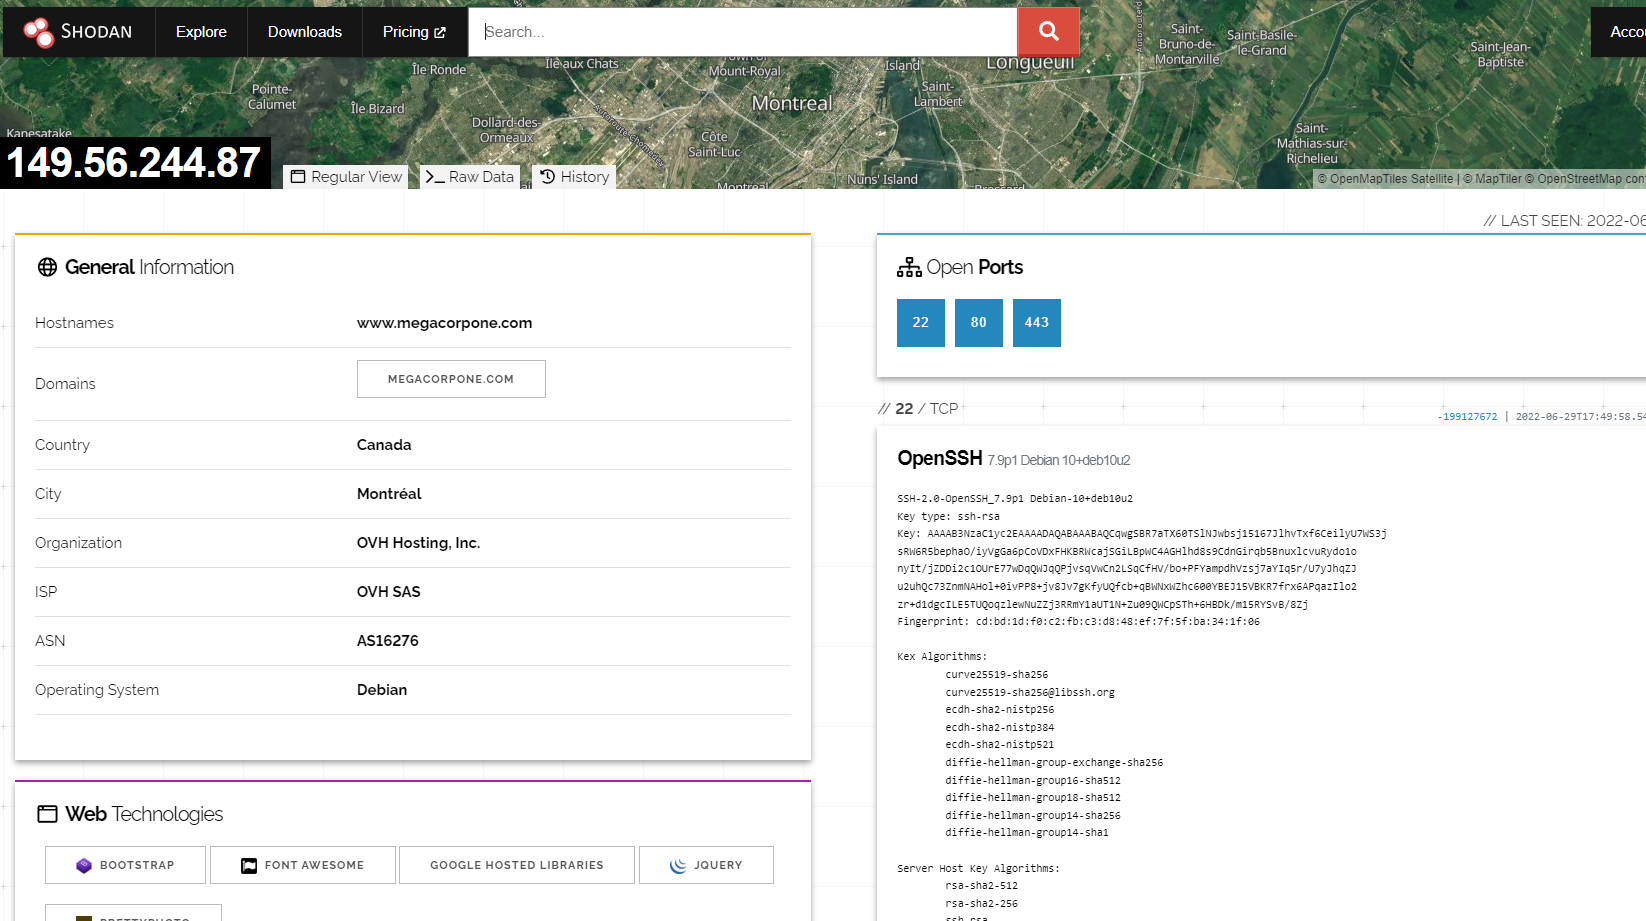 SHODAN
Explore
Downloads
Pricing
Search...
Île Ronde
Île aux Chats
Mount-Royal
Island
Longueuil
Saint-
Bruno-de-
Montarville
Saint-Basile-
le-Grand
Saint-Jean-
Baptiste
Pointe-
Calumet
Île Bizard
Montreal
Saint-
Lambert
Dollard-des-
Ormeaux
Côte
Saint-Luc
Saint-
Mathias-sur-
Richelieu
Kanesatake
Nuns' Island
Montréal
Brossard
149.56.244.87
Regular View
Raw Data
History
© OpenMapTiles Satellite | © MapTiler © OpenStreetMap
// LAST SEEN: 2022-06
General Information
Hostnames
www.megacorpone.com
Domains
MEGACORPONE.COM
Country
Canada
City
Montréal
Organization
OVH Hosting, Inc.
ISP
OVH SAS
ASN
AS16276
Operating System
Debian
Web Technologies
BOOTSTRAP
FONT AWESOME
GOOGLE HOSTED LIBRARIES
JQUERY
PRETTYPHOTO
Open Ports
22
80
443
// 22 / TCP
-199127672 | 2022-06-29T17:49:58.54
OpenSSH 7.9p1 Debian 10+deb10u2
SSH-2.0-OpenSSH_7.9p1 Debian-10+deb10u2
Key type: ssh-rsa
Key: AAAAB3NzaC1yc2EAAAADAQABAAABAQCqwgSBR7aTX60TSlNJwbsj15167JlhvTxf6CeilyU7WS3j
sRW6R5bephaO/iyVgGa6pCoVDxFHKBRWcajSGiLBpWC4AGHlhd8s9CdnGirqb5BnuxlcvuRydo1o
nyIt/jZDDi2c1OUrE77wDqQWJqQPjvsqVwCn2LSqCfHV/bo+PFYampdhVzsj7aYIq5r/U7yJhqZJ
u2uhQc73ZnmNAHol+0ivPP8+jv8Jv7gKfyUQfcb+qBWNxWZhc600YBEJ15VBKR7frx6APqazIlo2
zr+d1dgcILE5TUQoqzlewNuZZj3RRmY1aUT1N+Zu09QWCpSTh+6HBDk/m15RYSvB/8Zj
Fingerprint: cd:bd:1d:f0:c2:fb:c3:d8:48:ef:7f:5f:ba:34:1f:06
Kex Algorithms:
curve25519-sha256
curve25519-sha256@libssh.org
ecdh-sha2-nistp256
ecdh-sha2-nistp384
ecdh-sha2-nistp521
diffie-hellman-group-exchange-sha256
diffie-hellman-group16-sha512
diffie-hellman-group18-sha512
diffie-hellman-group14-sha256
diffie-hellman-group14-sha1
Server Host Key Algorithms:
rsa-sha2-512
rsa-sha2-256
ssh-rsa